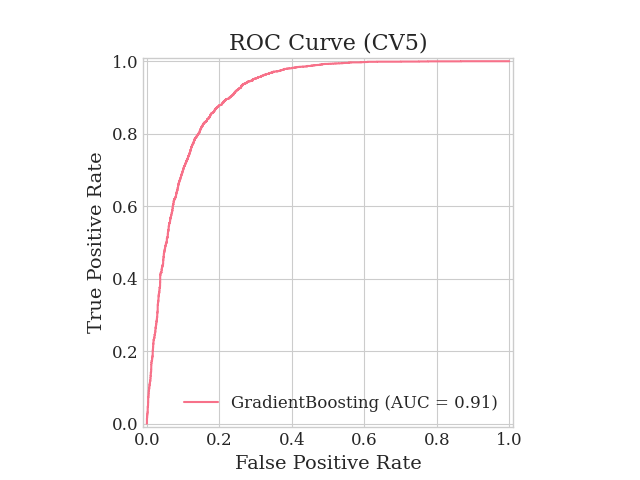 ROC Curve (CV5)
True Positive Rate
1.0
0.8
0.6
0.4
0.2
0.0
GradientBoosting (AUC = 0.91)
0.0 0.2 0.4 0.6 0.8 1.0
False Positive Rate